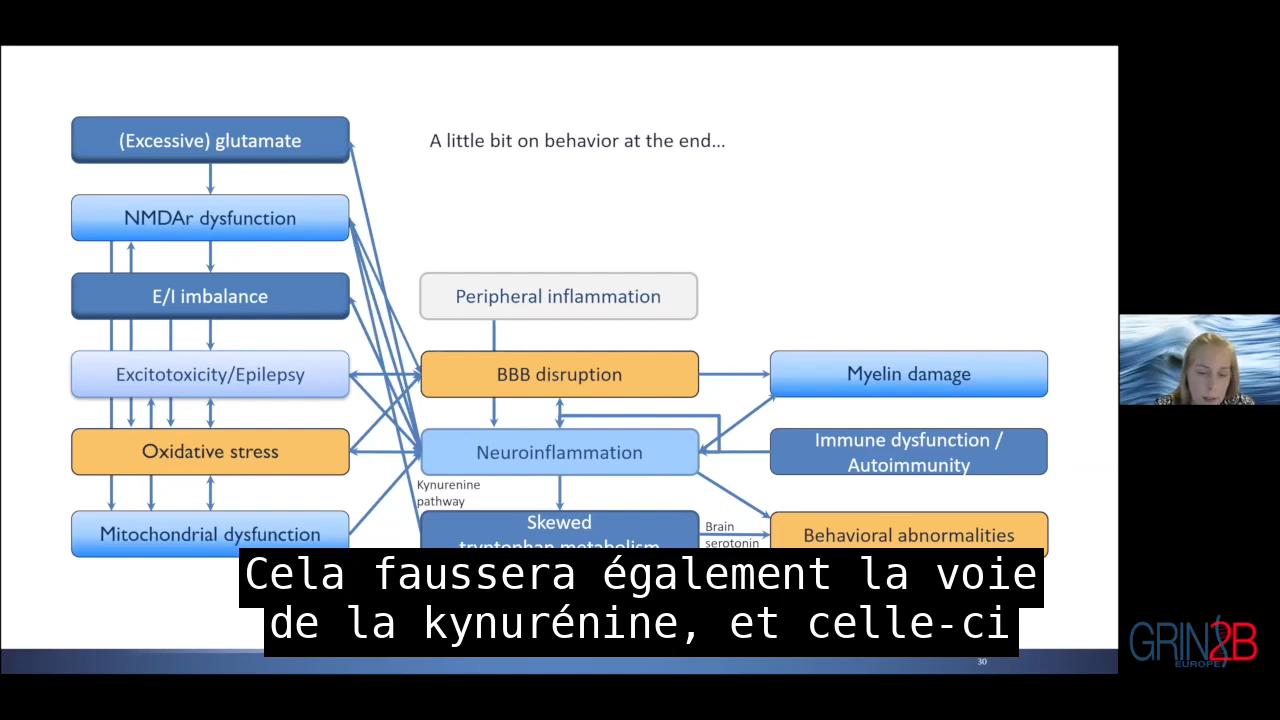 (Excessive) glutamate
A little bit on behavior at the end...
NMDAr dysfunction
E/I imbalance
Peripheral inflammation
Excitotoxicity/Epilepsy
BBB disruption
Myelin damage
Oxidative stress
Neuroinflammation
Immune dysfunction /
Autoimmunity
Kynurenine
pathway
Mitochondrial dysfunction
Skewed
tryptophan metabolism
Brain
serotonin
Behavioral abnormalities
Cela faussera également la voie
de la kynurénine, et celle-ci
30
GRIN2B
EUROPE